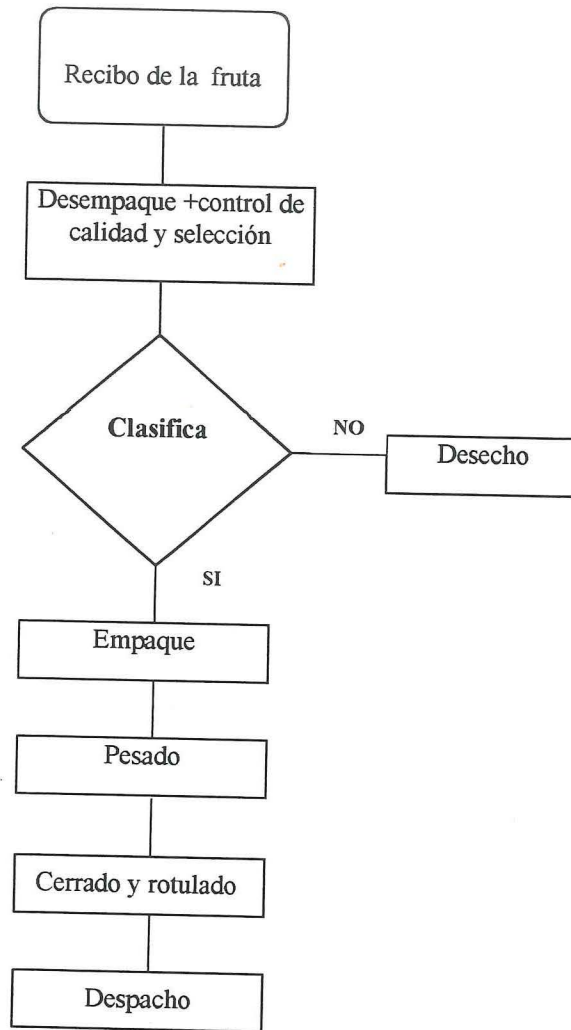 Recibo de la fruta
Desempaque +control de
calidad y selección
Clasifica
NO
Desecho
SI
Empaque
Pesado
Cerrado y rotulado
Despacho